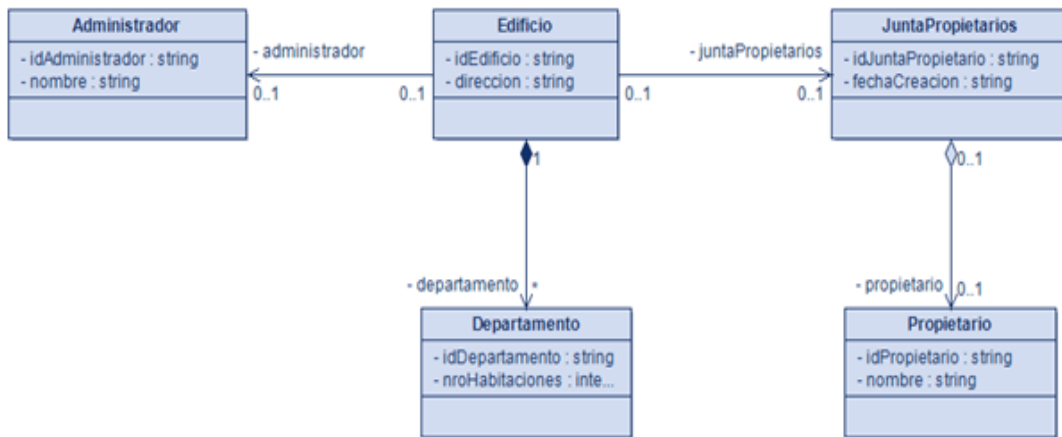 Administrador
- idAdministrador : string
- nombre : string
- administrador
0..1
0..1
Edificio
- idEdificio : string
- direccion : string
- juntaPropietarios
0..1
0..1
JuntaPropietarios
- idJuntaPropietario : string
- fechaCreacion : string
1
0..1
- departamento
*
- propietario
0..1
Departamento
- idDepartamento : string
- nroHabitaciones : inte...
Propietario
- idPropietario : string
- nombre : string